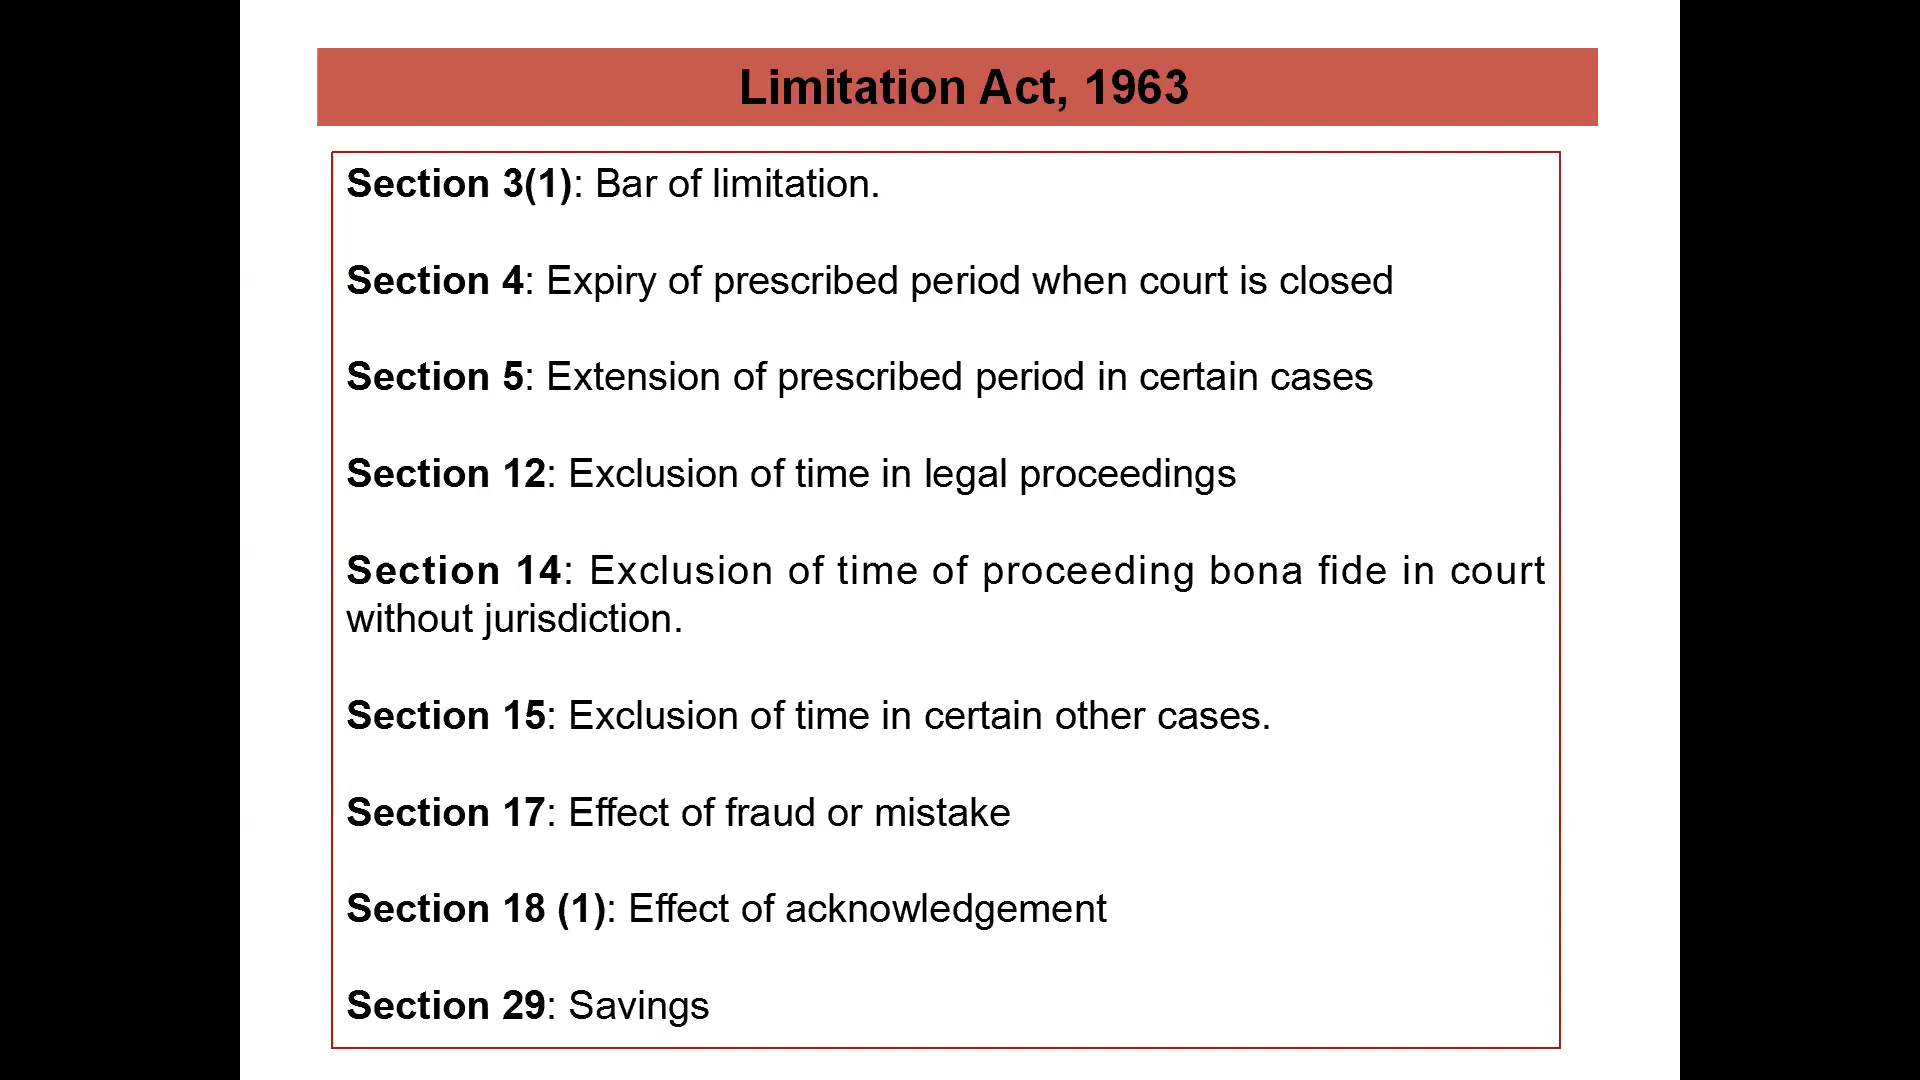 Limitation Act, 1963
Section 3(1): Bar of limitation.
Section 4: Expiry of prescribed period when court is closed
Section 5: Extension of prescribed period in certain cases
Section 12: Exclusion of time in legal proceedings
Section 14: Exclusion of time of proceeding bona fide in court
without jurisdiction.
Section 15: Exclusion of time in certain other cases.
Section 17: Effect of fraud or mistake
Section 18 (1): Effect of acknowledgement
Section 29: Savings